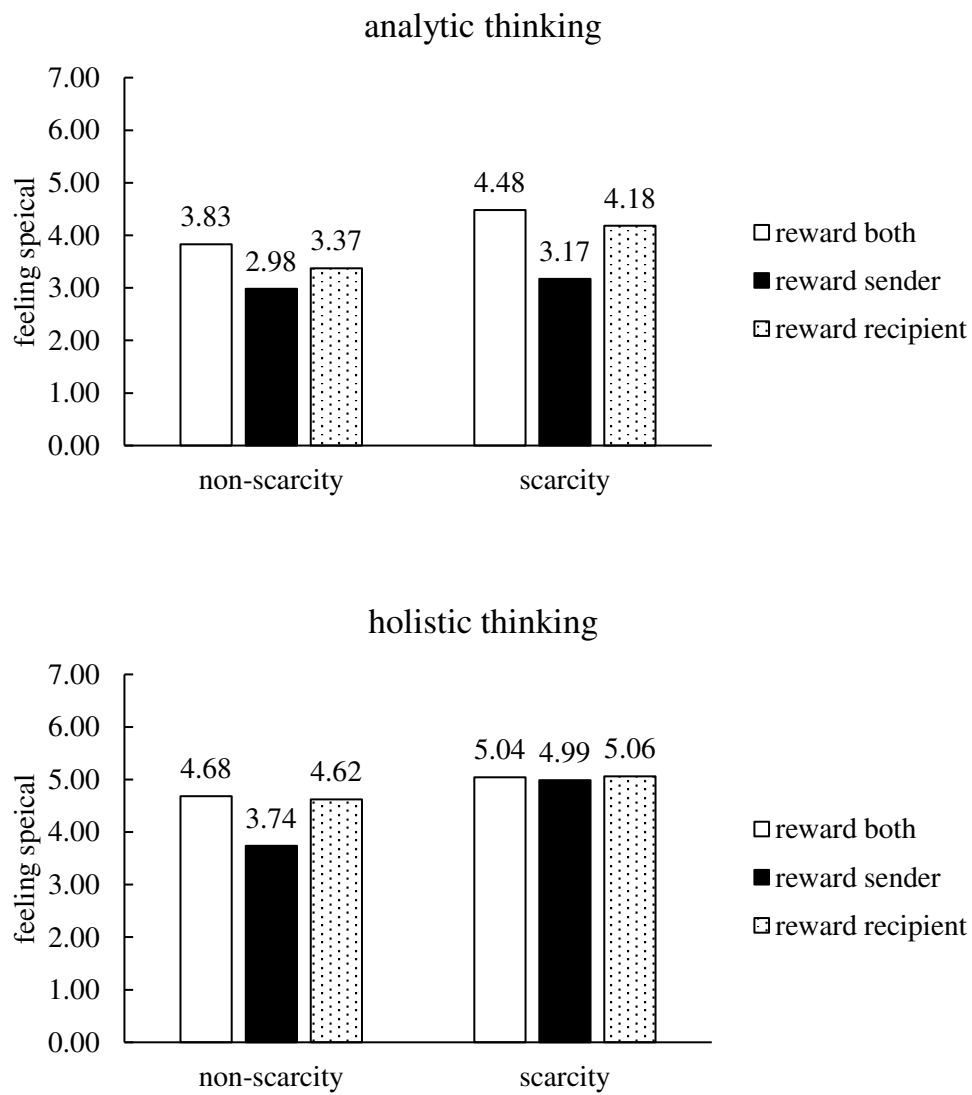 analytic thinking
7.00
6.00
5.00
4.00
3.00
2.00
1.00
0.00
feeling speical
3.83
2.98
3.37
4.48
3.17
4.18
non-scarcity
scarcity
reward both
reward sender
reward recipient
holistic thinking
7.00
6.00
5.00
4.00
3.00
2.00
1.00
0.00
feeling speical
4.68
3.74
4.62
5.04
4.99
5.06
non-scarcity
scarcity
reward both
reward sender
reward recipient